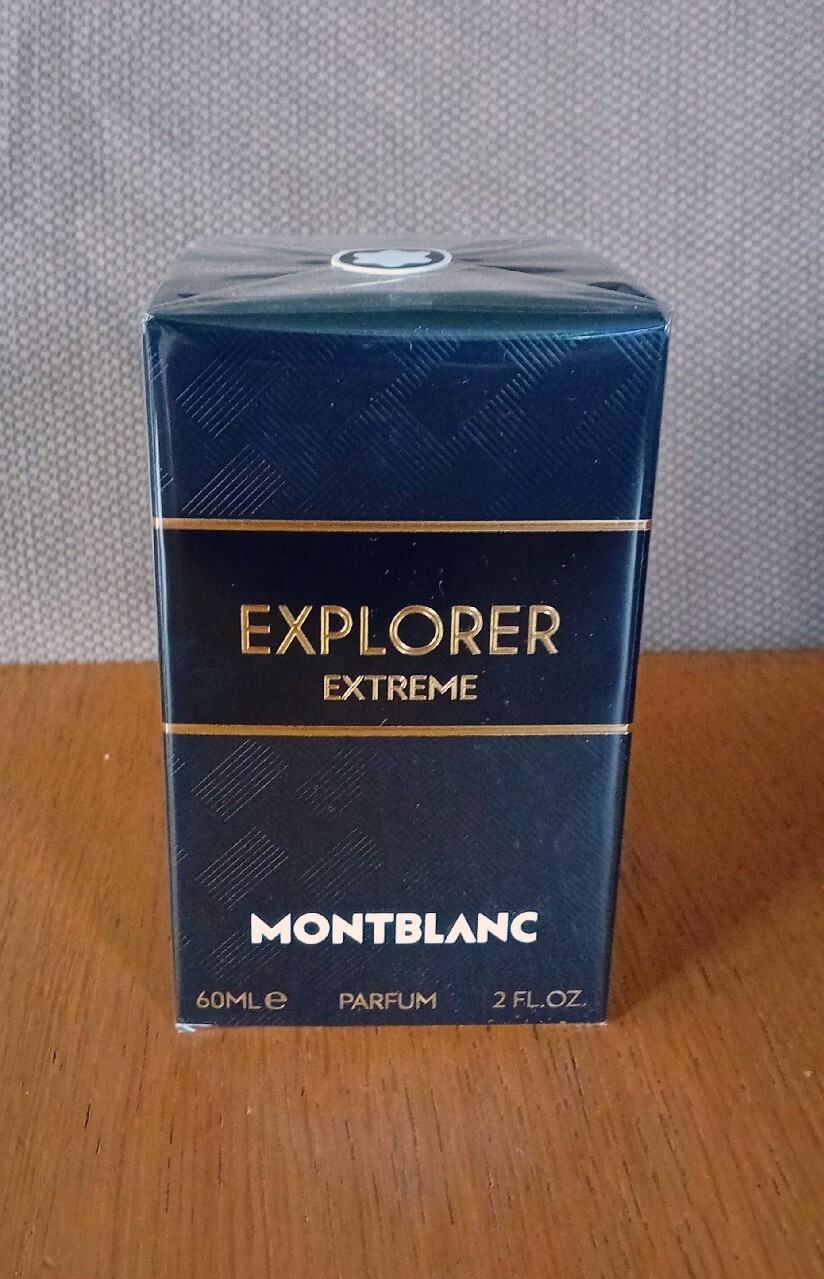 EXPLORER
EXTREME
MONTBLANC
60ML℮ PARFUM 2 FL.OZ.